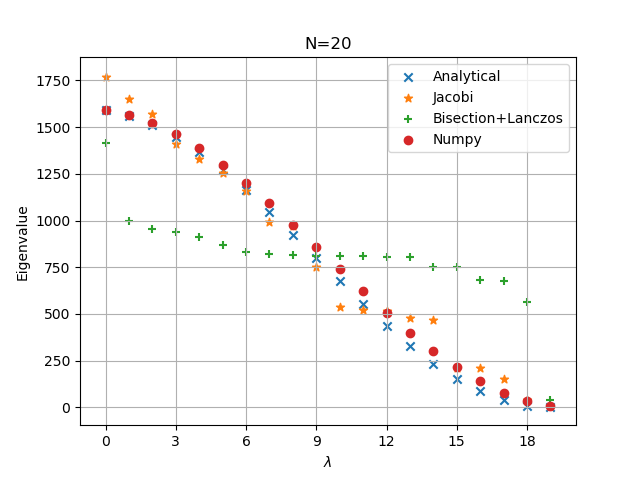 N=20
Analytical
Jacobi
Bisection+Lanczos
Numpy
Eigenvalue
1750
1500
1250
1000
750
500
250
0
0 3 6 9 12 15 18
λ